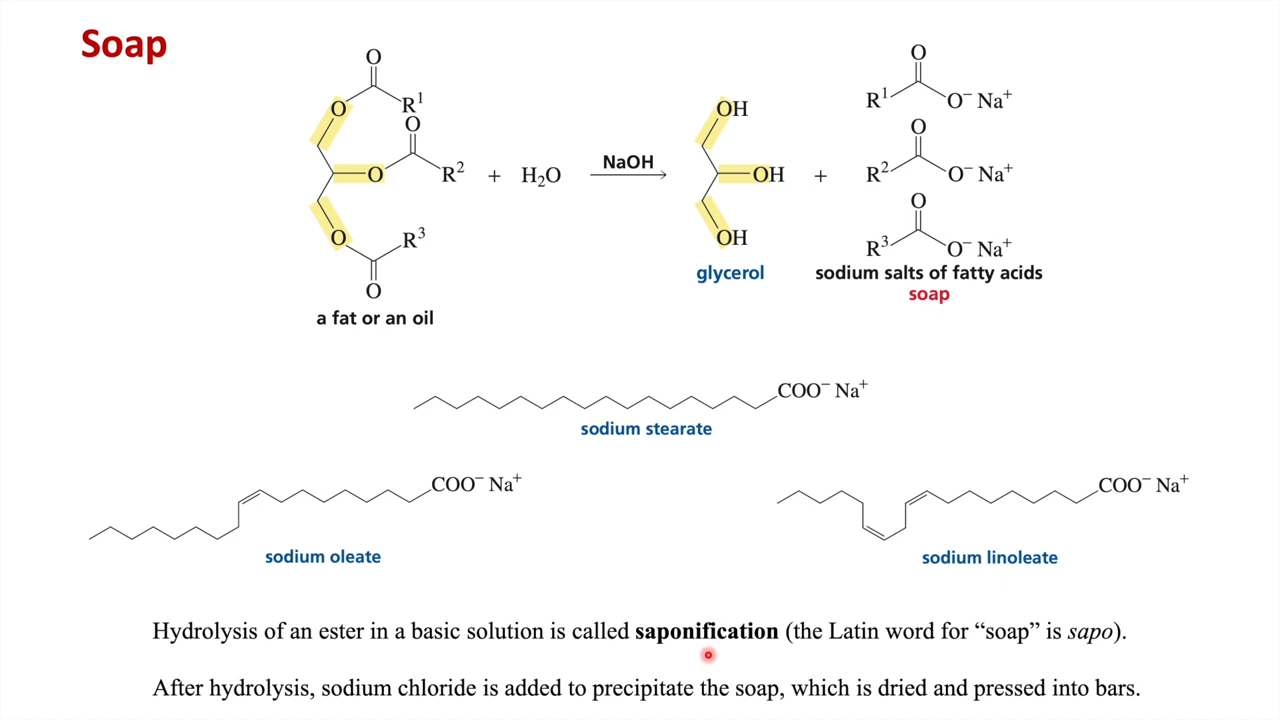 Soap
O
O
R¹
O
O
R²
O
R³
O
+
H₂O
NaOH
OH
OH
OH
+
O
R¹
O⁻ Na⁺
O
R²
O⁻ Na⁺
O
R³
O⁻ Na⁺
a fat or an oil
glycerol
sodium salts of fatty acids
soap
COO⁻ Na⁺
sodium stearate
COO⁻ Na⁺
sodium oleate
COO⁻ Na⁺
sodium linoleate
Hydrolysis of an ester in a basic solution is called saponification (the Latin word for “soap” is sapo).
After hydrolysis, sodium chloride is added to precipitate the soap, which is dried and pressed into bars.